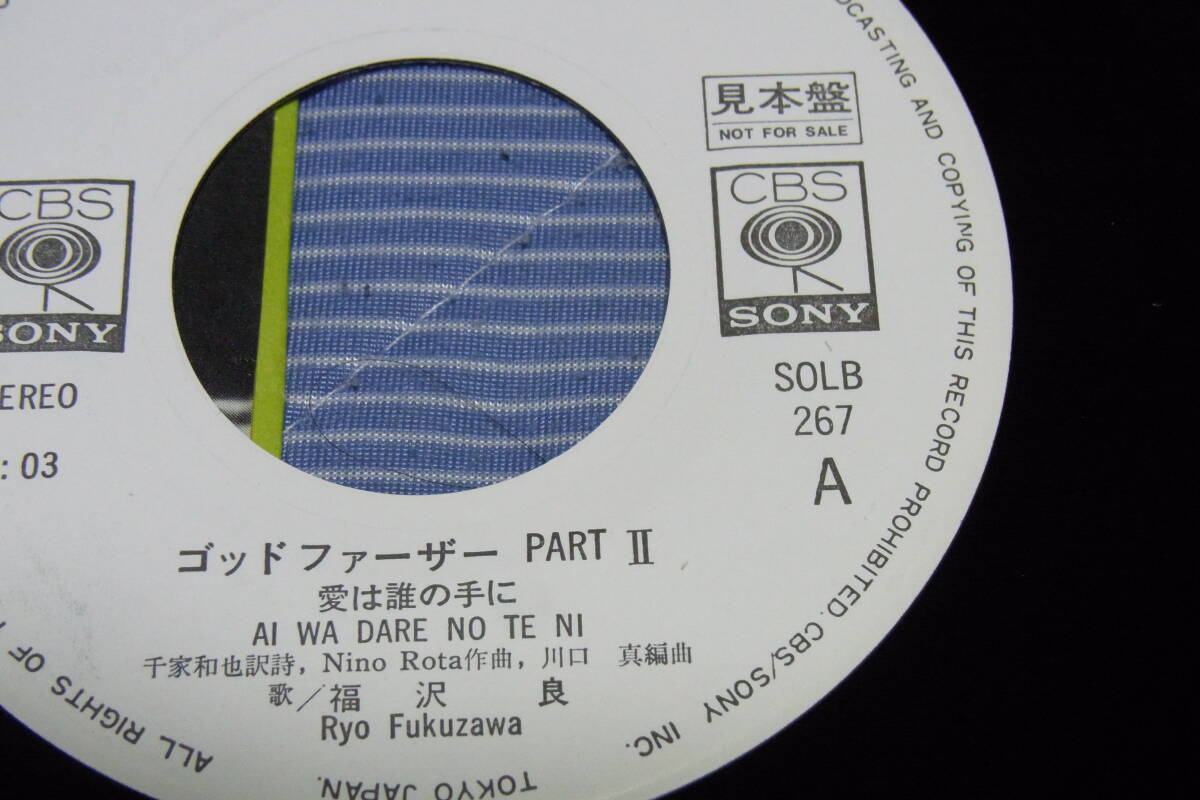 見本盤
NOT FOR SALE
CBS
SONY
CBS
SONY
SOLB
267
A
STEREO
: 03
ゴッドファーザー PART Ⅱ
愛は誰の手に
AI WA DARE NO TE NI
千家和也訳詩, Nino Rota作曲, 川口 真編曲
歌/福 沢 良
Ryo Fukuzawa
AND COPYING OF THIS RECORD PROHIBITED. CBS/SONY INC.
TOKYO JAPAN.
ALL RIGHTS OF